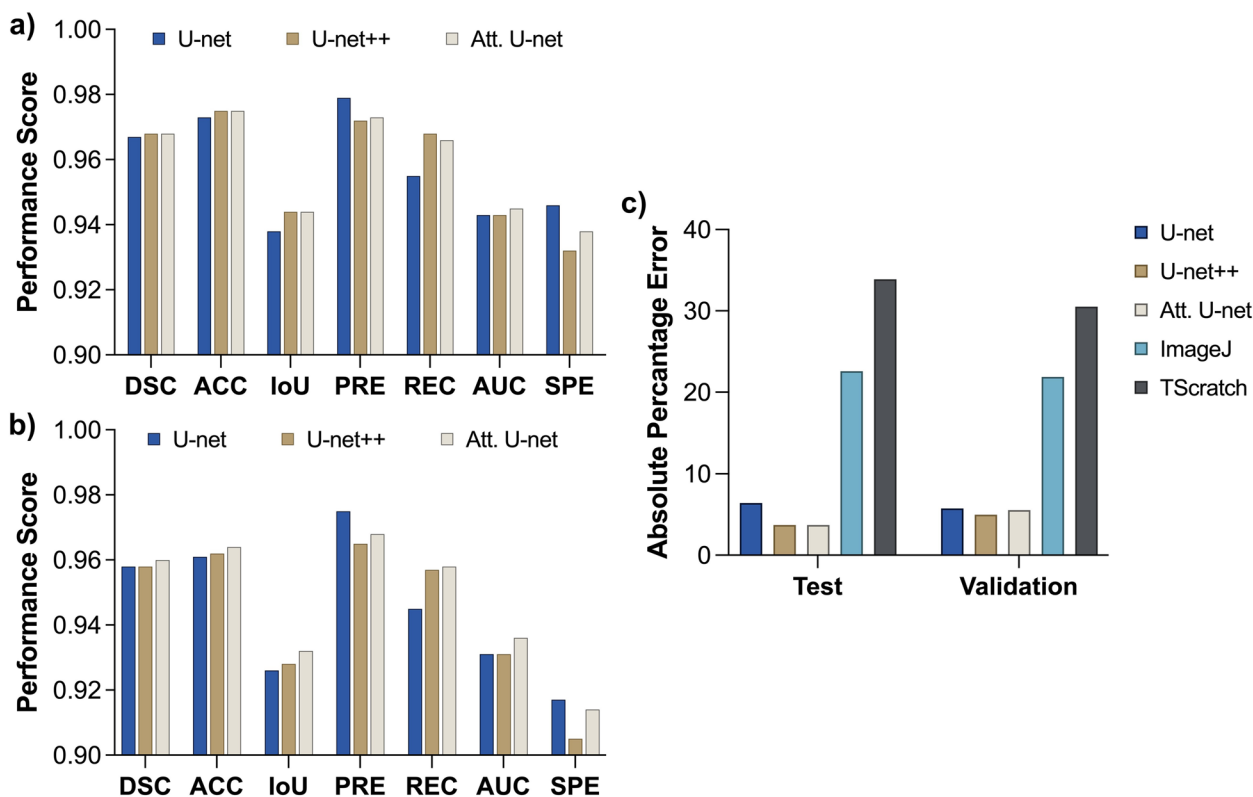 a)
U-net U-net++ Att. U-net
Performance Score
1.00
0.98
0.96
0.94
0.92
0.90
DSC ACC IoU PRE REC AUC SPE
b)
U-net U-net++ Att. U-net
Performance Score
1.00
0.98
0.96
0.94
0.92
0.90
DSC ACC IoU PRE REC AUC SPE
c)
Absolute Percantage Error
40
30
20
10
0
Test Validation
U-net
U-net++
Att. U-net
ImageJ
TScratch